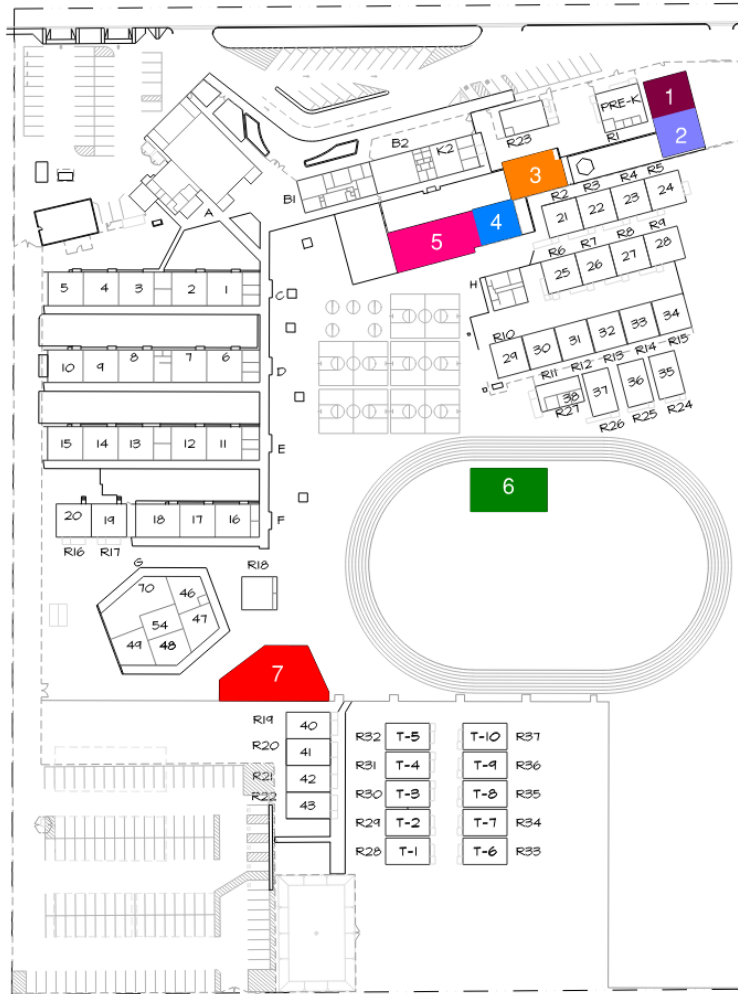 PRE-K
1
2
R23
R1
B2
K2
3
R2 R3 R4 R5
B1
A
4
5
21 22 23 24
R6 R7 R8 R9
25 26 27 28
H
5 4 3 2 1
C
R10
29 30 31 32 33 34
10 9 8 7 6
D
R11 R12 R13 R14 R15
38 37 36 35
R27 R26 R25 R24
15 14 13 12 11
E
6
20 19 18 17 16
F
R16 R17
G
R18
70 46
54 47
49 48
7
R19 40
R20 41
R21 42
R22 43
R32 T-5 T-10 R37
R31 T-4 T-9 R36
R30 T-3 T-8 R35
R29 T-2 T-7 R34
R28 T-1 T-6 R33